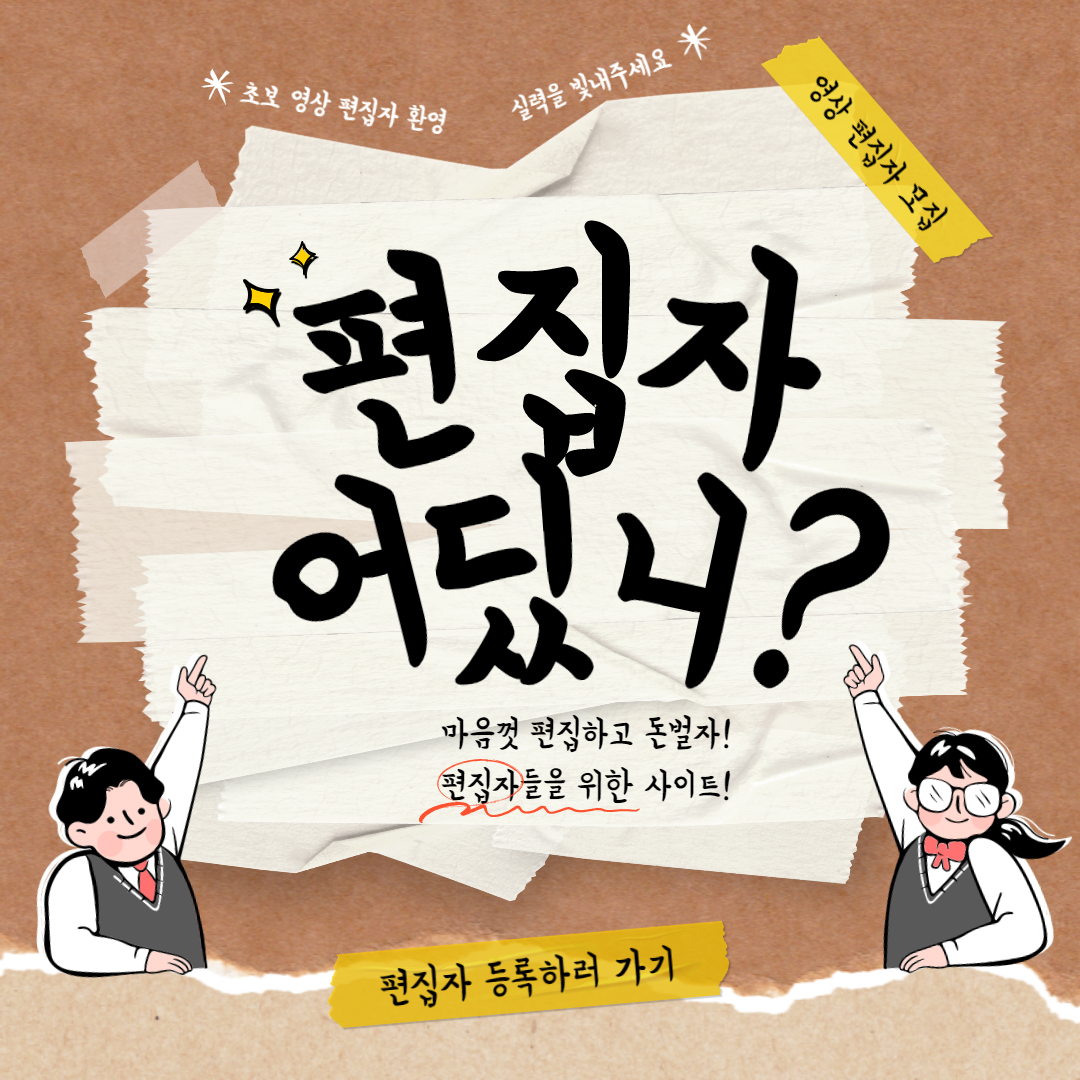 초보 영상 편집자 환영
실력을 빛내주세요
영상 편집자 모집
편집자
어딨니?
마음껏 편집하고 돈벌자!
편집자들을 위한 사이트!
편집자 등록하러 가기